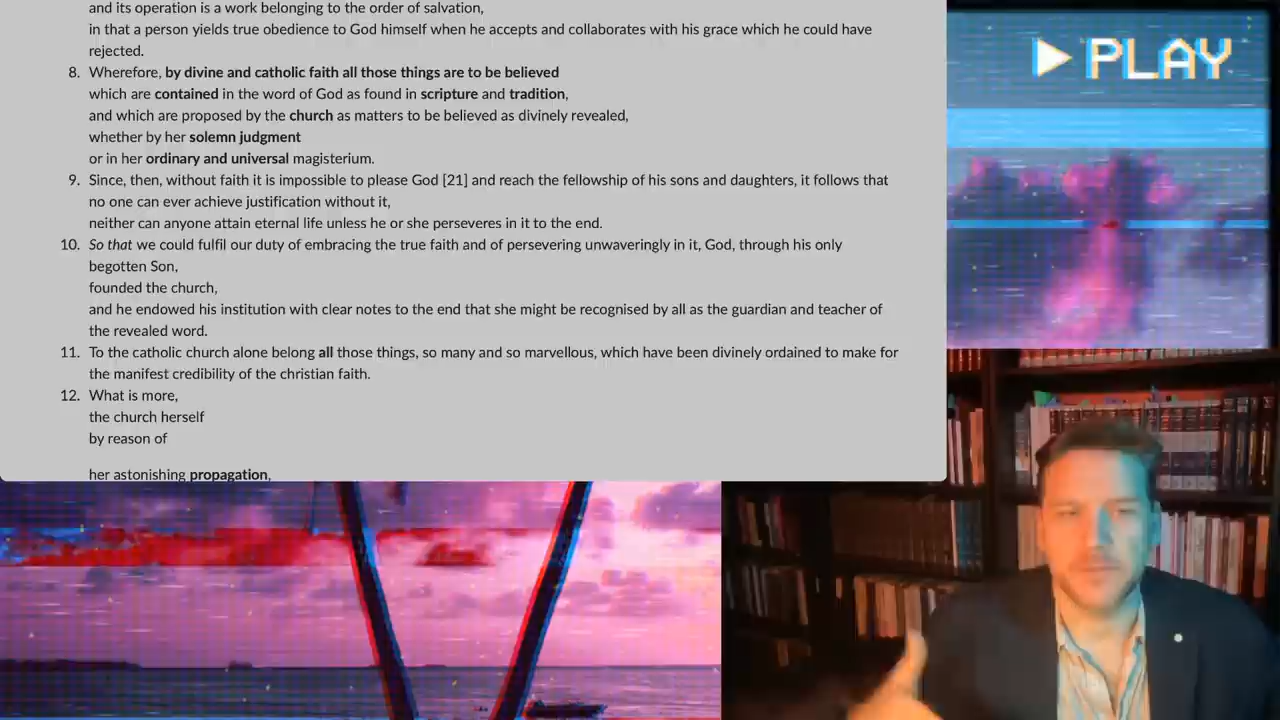 and its operation is a work belonging to the order of salvation,
in that a person yields true obedience to God himself when he accepts and collaborates with his grace which he could have
rejected.
8. Wherefore, by divine and catholic faith all those things are to be believed
which are contained in the word of God as found in scripture and tradition,
and which are proposed by the church as matters to be believed as divinely revealed,
whether by her solemn judgment
or in her ordinary and universal magisterium.
9. Since, then, without faith it is impossible to please God [21] and reach the fellowship of his sons and daughters, it follows that
no one can ever achieve justification without it,
neither can anyone attain eternal life unless he or she perseveres in it to the end.
10. So that we could fulfil our duty of embracing the true faith and of persevering unwaveringly in it, God, through his only
begotten Son,
founded the church,
and he endowed his institution with clear notes to the end that she might be recognised by all as the guardian and teacher of
the revealed word.
11. To the catholic church alone belong all those things, so many and so marvellous, which have been divinely ordained to make for
the manifest credibility of the christian faith.
12. What is more,
the church herself
by reason of
her astonishing propagation,
PLAY